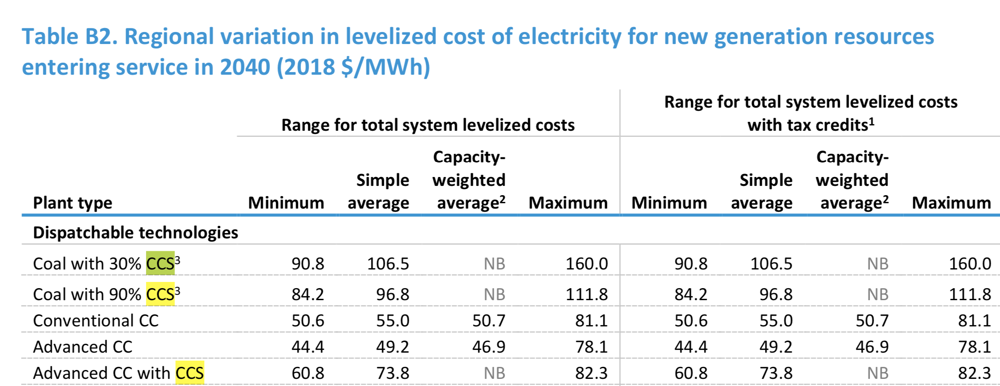 Table B2. Regional variation in levelized cost of electricity for new generation resources
entering service in 2040 (2018 $/MWh)
Range for total system levelized costs
Range for total system levelized costs
with tax credits¹
Plant type Minimum Simple average Capacity-weighted average² Maximum Minimum Simple average Capacity-weighted average² Maximum
Dispatchable technologies
Coal with 30% CCS³ 90.8 106.5 NB 160.0 90.8 106.5 NB 160.0
Coal with 90% CCS³ 84.2 96.8 NB 111.8 84.2 96.8 NB 111.8
Conventional CC 50.6 55.0 50.7 81.1 50.6 55.0 50.7 81.1
Advanced CC 44.4 49.2 46.9 78.1 44.4 49.2 46.9 78.1
Advanced CC with CCS 60.8 73.8 NB 82.3 60.8 73.8 NB 82.3